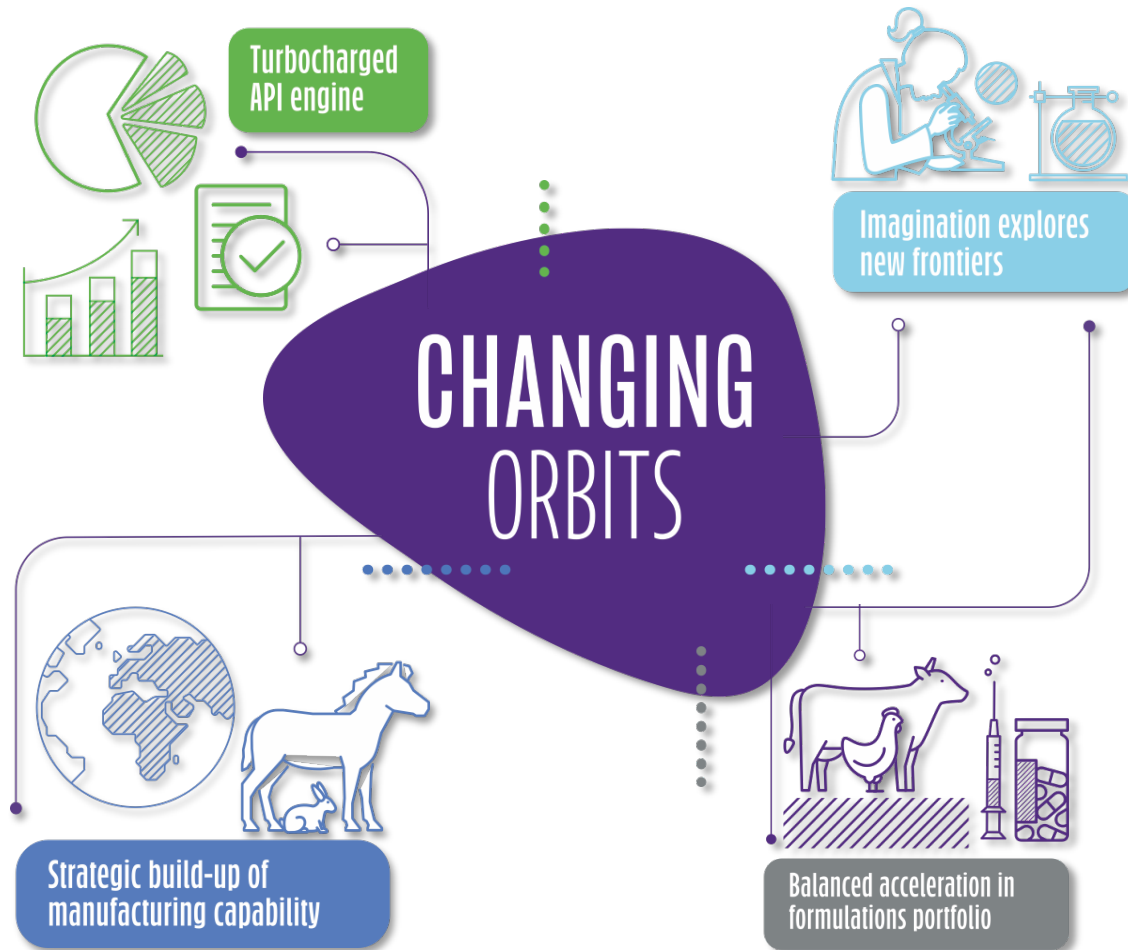 Turbocharged
API engine
Imagination explores
new frontiers
CHANGING
ORBITS
Strategic build-up of
manufacturing capability
Balanced acceleration in
formulations portfolio